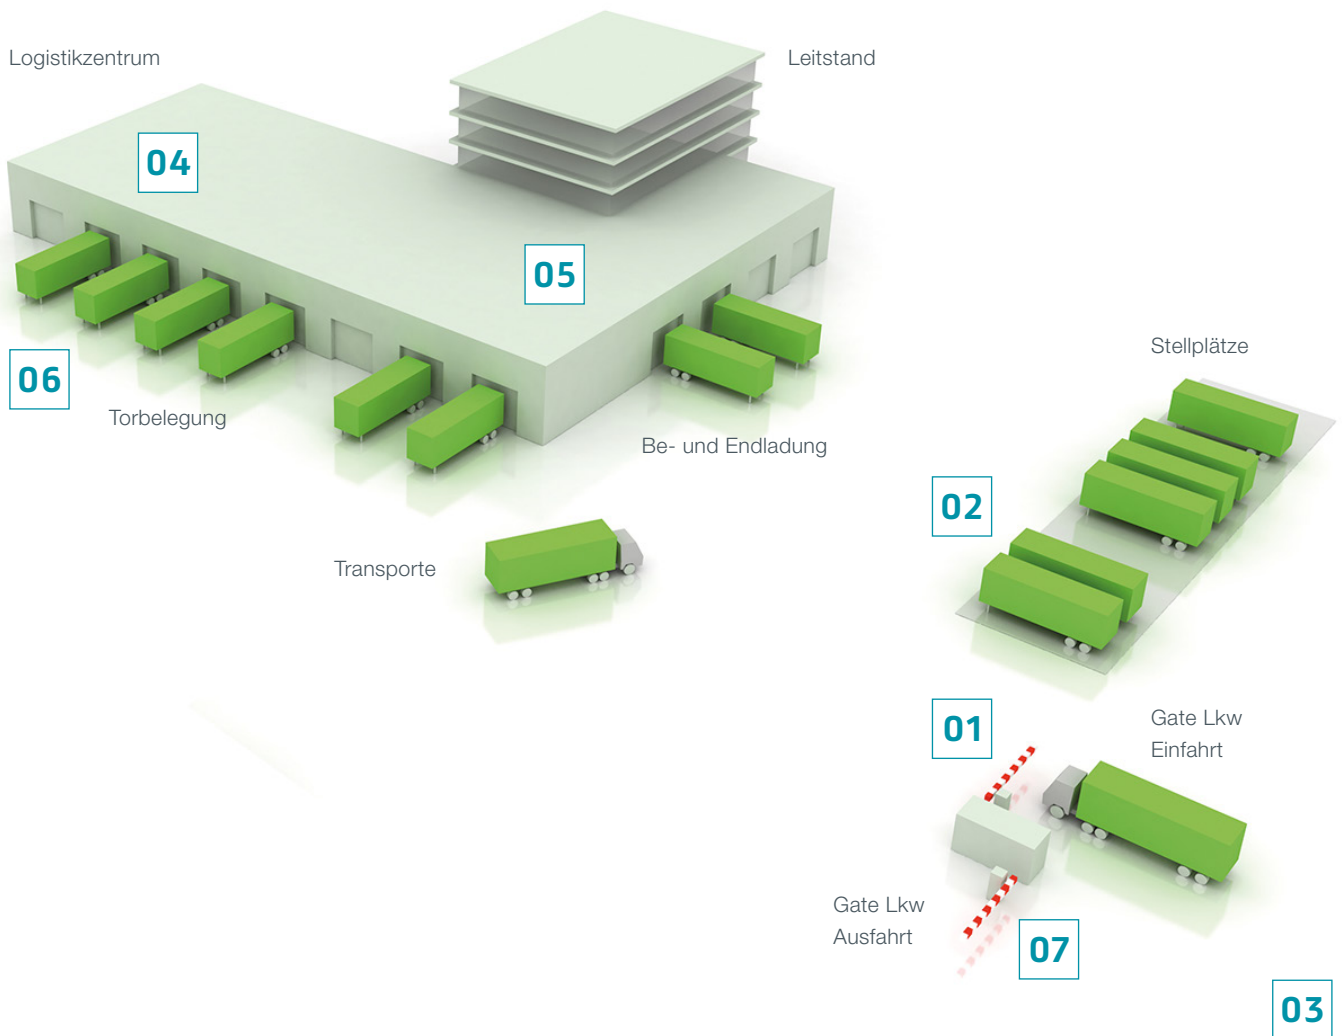 Logistikzentrum
Leitstand
04
05
06
Torbelegung
Be- und Endladung
Stellplätze
02
Transporte
01
Gate Lkw
Einfahrt
Gate Lkw
Ausfahrt
07
03